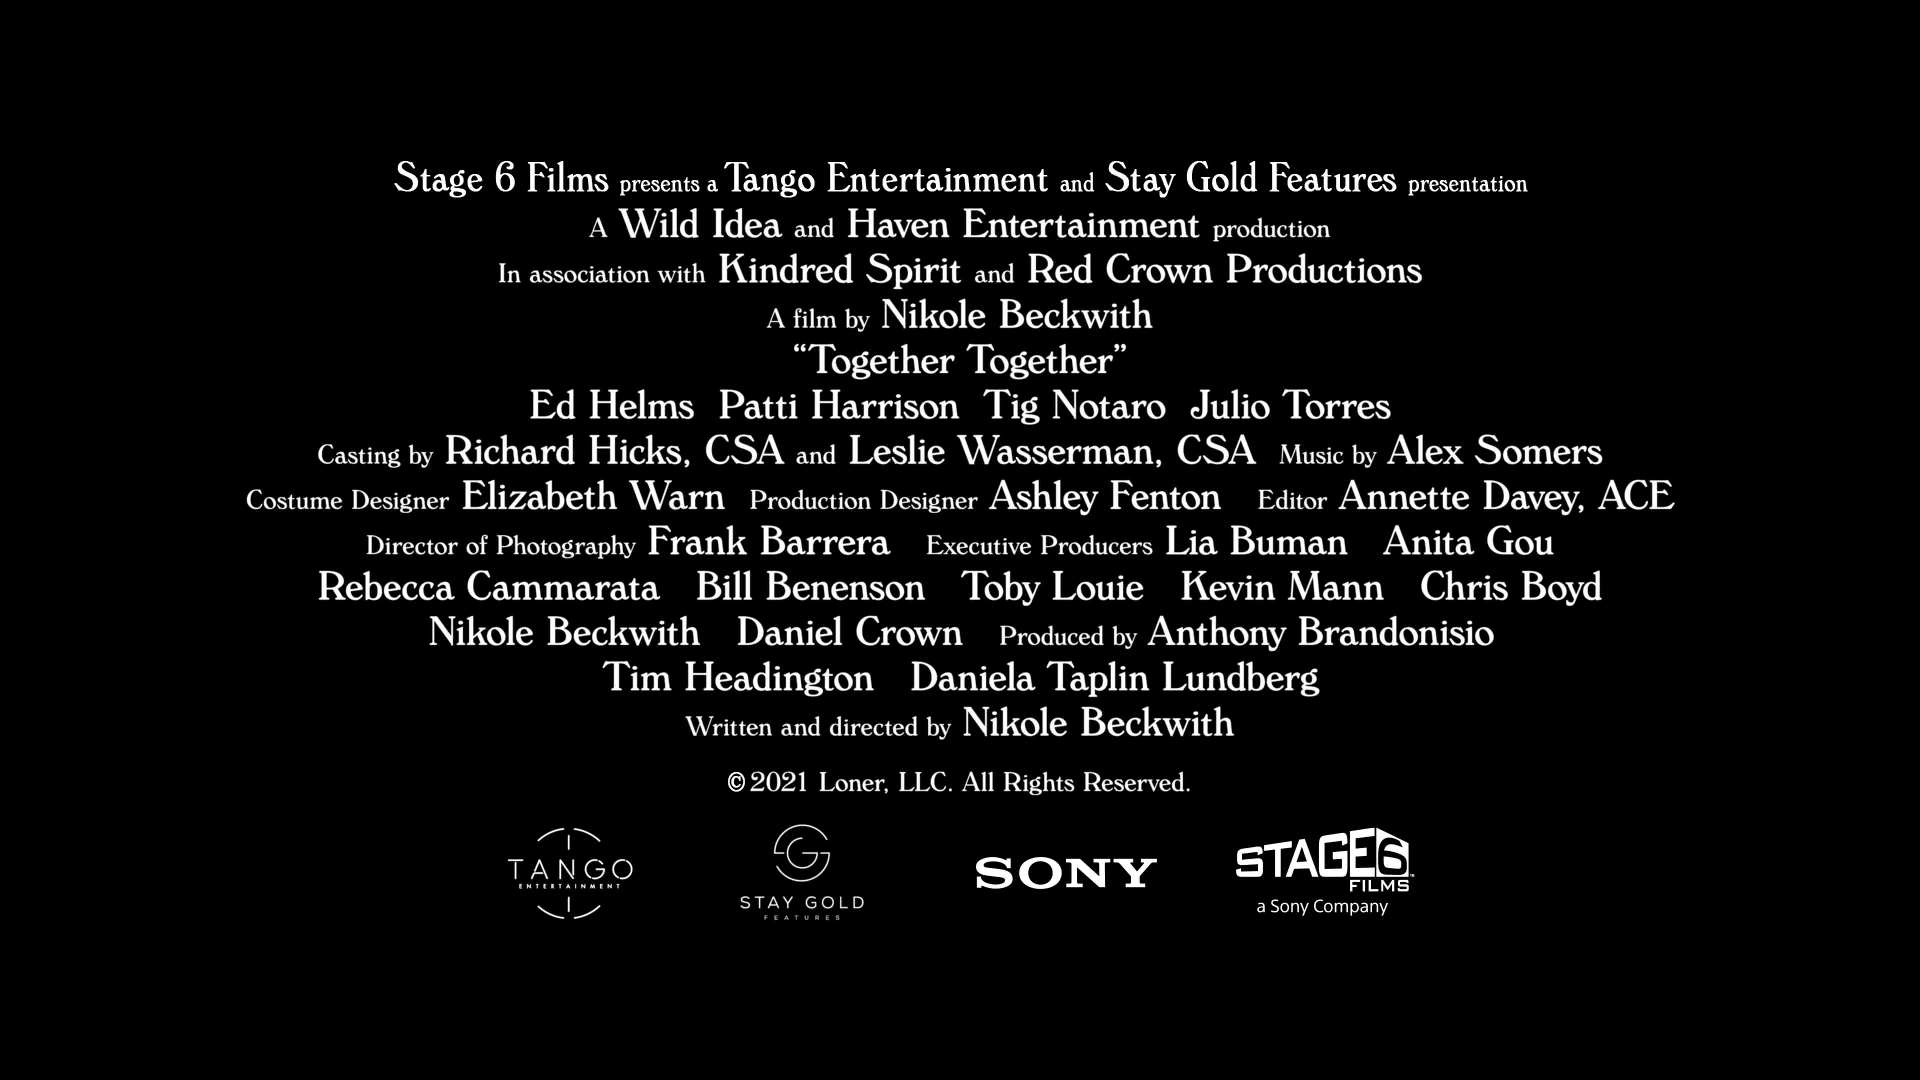 Stage 6 Films presents a Tango Entertainment and Stay Gold Features presentation
A Wild Idea and Haven Entertainment production
In association with Kindred Spirit and Red Crown Productions
A film by Nikole Beckwith
“Together Together”
Ed Helms Patti Harrison Tig Notaro Julio Torres
Casting by Richard Hicks, CSA and Leslie Wasserman, CSA Music by Alex Somers
Costume Designer Elizabeth Warn Production Designer Ashley Fenton Editor Annette Davey, ACE
Director of Photography Frank Barrera Executive Producers Lia Buman Anita Gou
Rebecca Cammarata Bill Benenson Toby Louie Kevin Mann Chris Boyd
Nikole Beckwith Daniel Crown Produced by Anthony Brandonisio
Tim Headington Daniela Taplin Lundberg
Written and directed by Nikole Beckwith
© 2021 Loner, LLC. All Rights Reserved.
TANGO
ENTERTAINMENT
STAY GOLD
FEATURES
SONY
STAGE 6
FILMS
a Sony Company